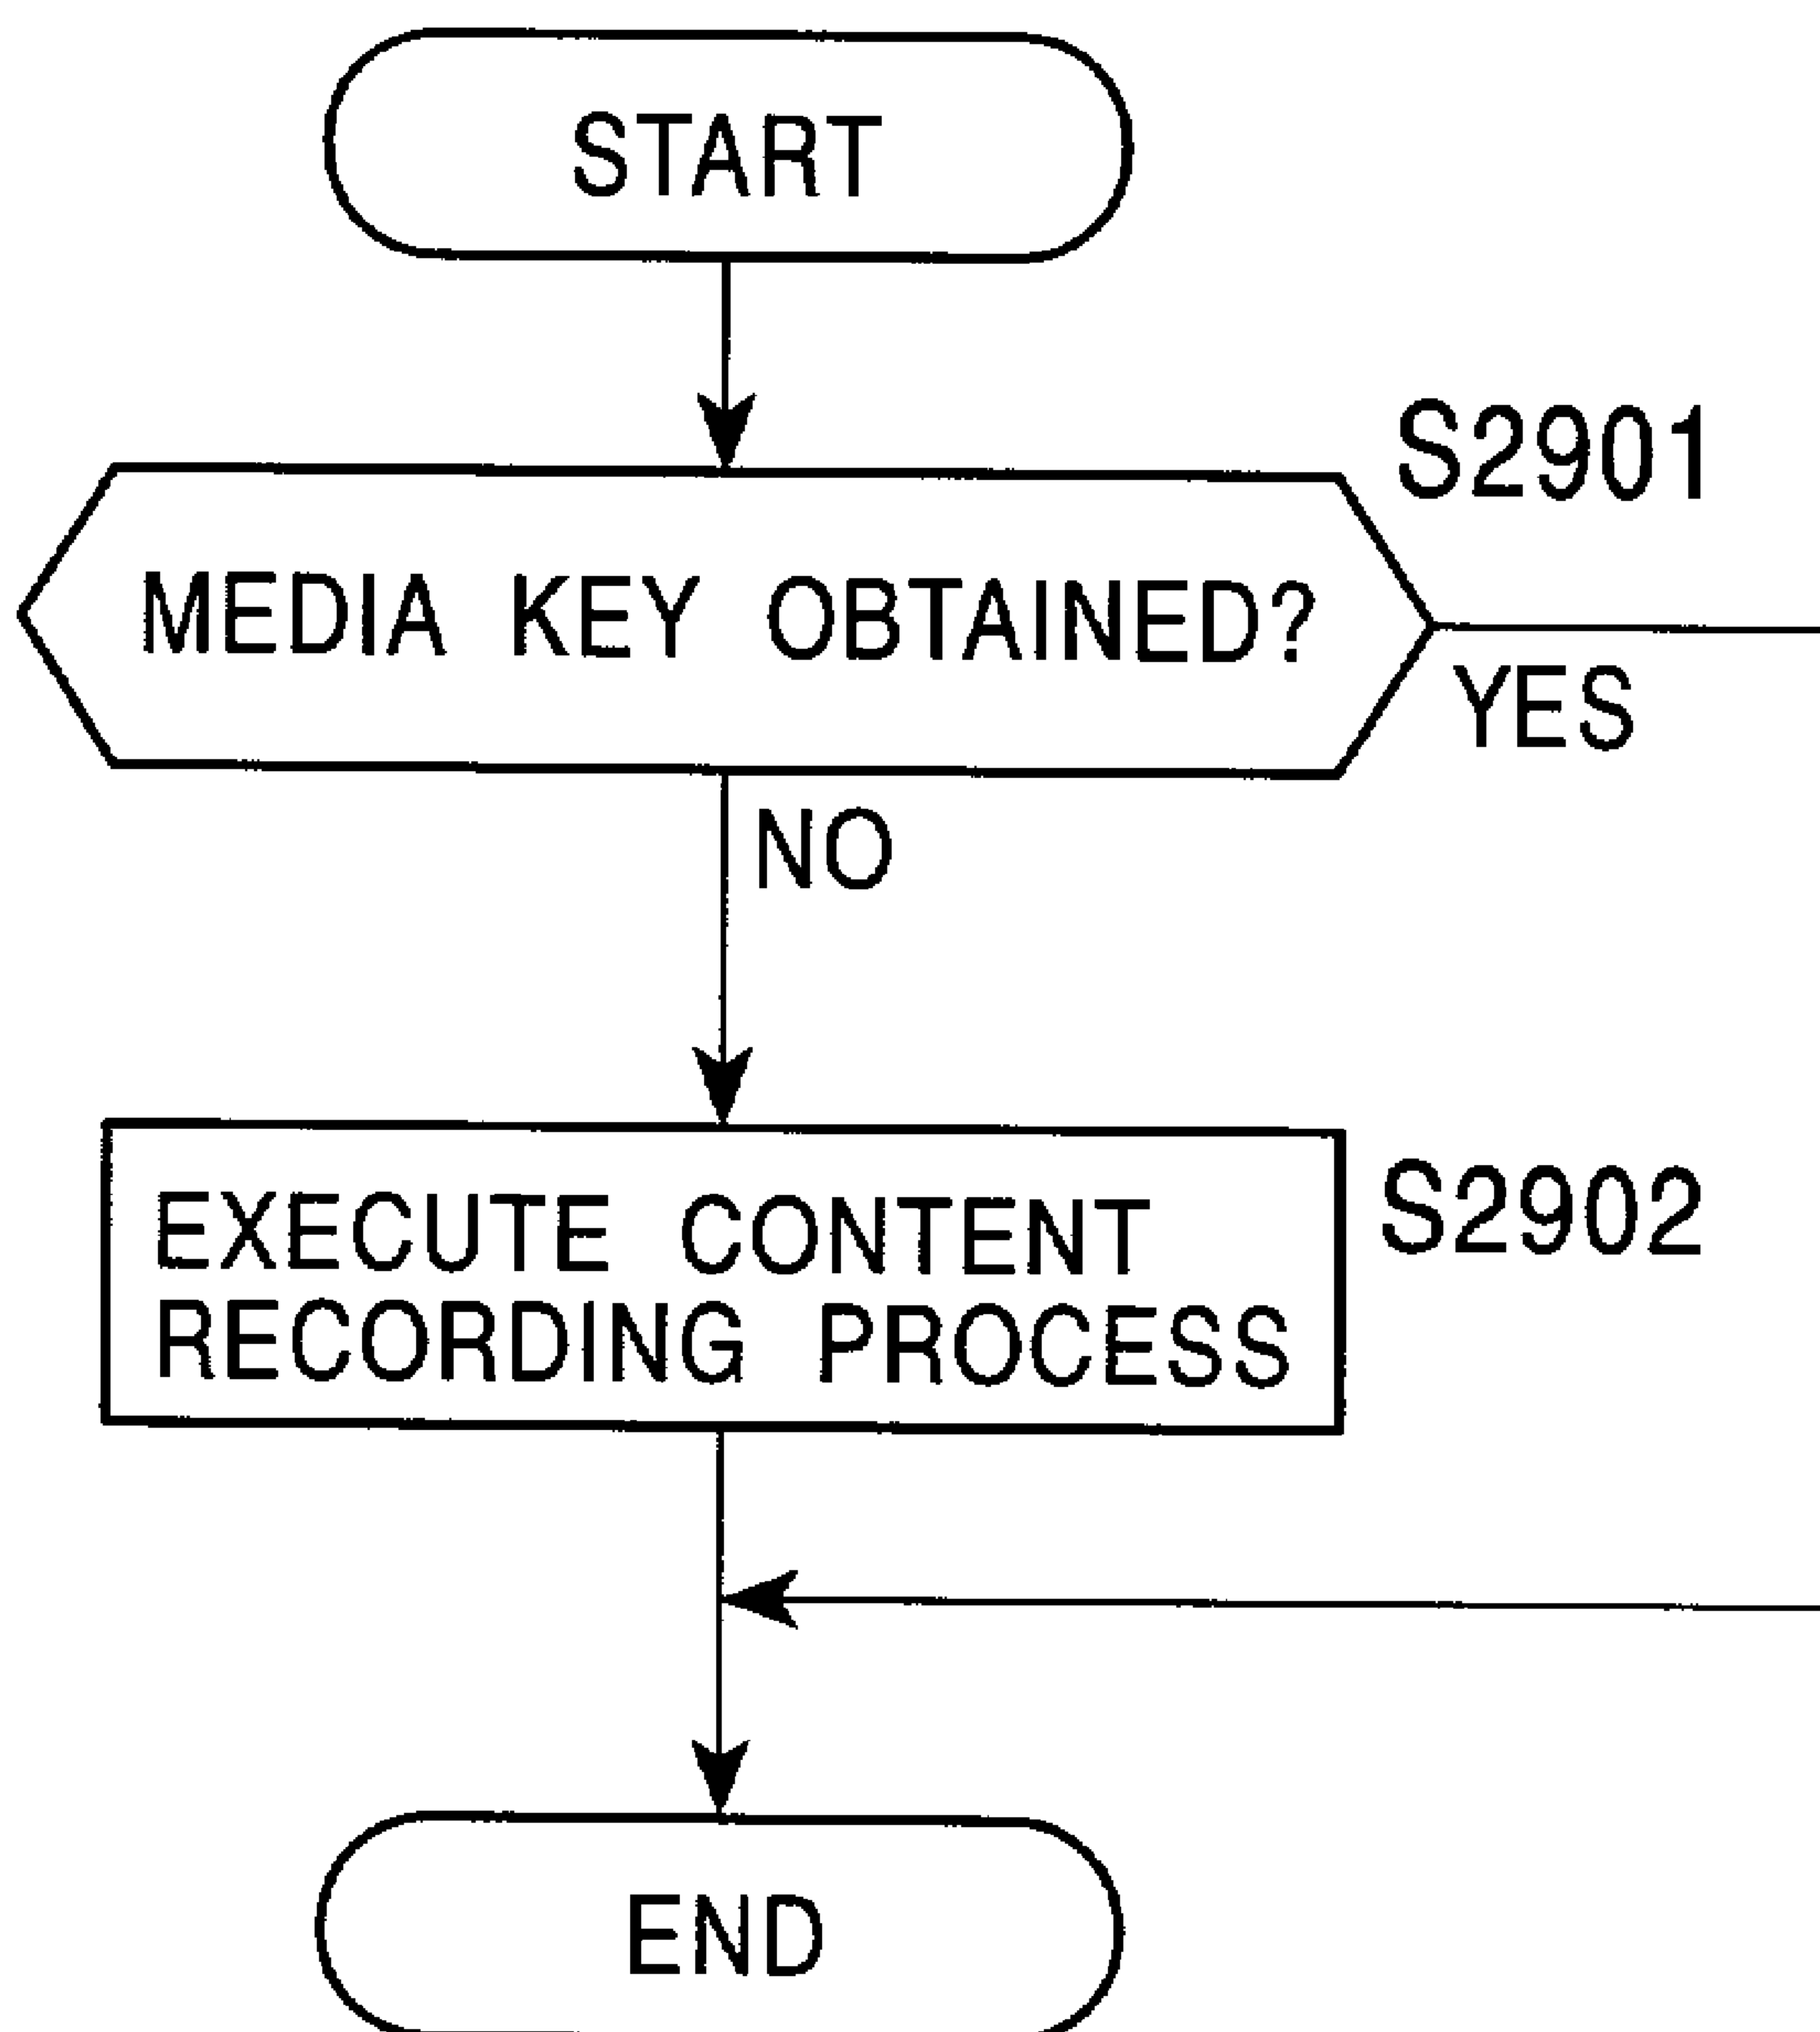 START
S2901
MEDIA KEY OBTAINED?
YES
NO
EXECUTE CONTENT
RECORDING PROCESS
S2902
END